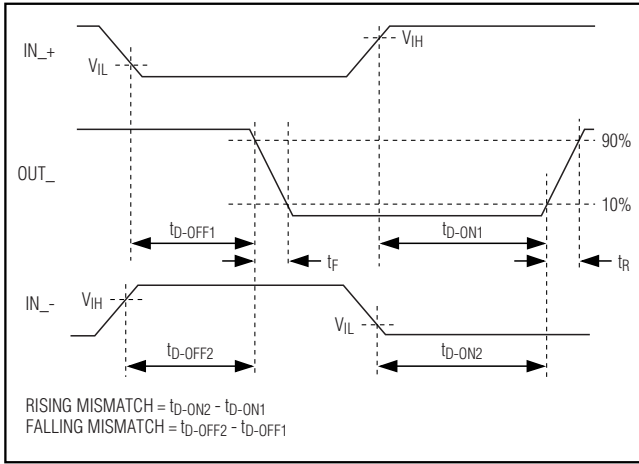 IN_+
VIL
VIH
OUT_
90%
10%
tD-OFF1
tF
tD-ON1
tR
IN_-
VIH
VIL
tD-OFF2
tD-ON2
RISING MISMATCH = tD-ON2 - tD-ON1
FALLING MISMATCH = tD-OFF2 - tD-OFF1